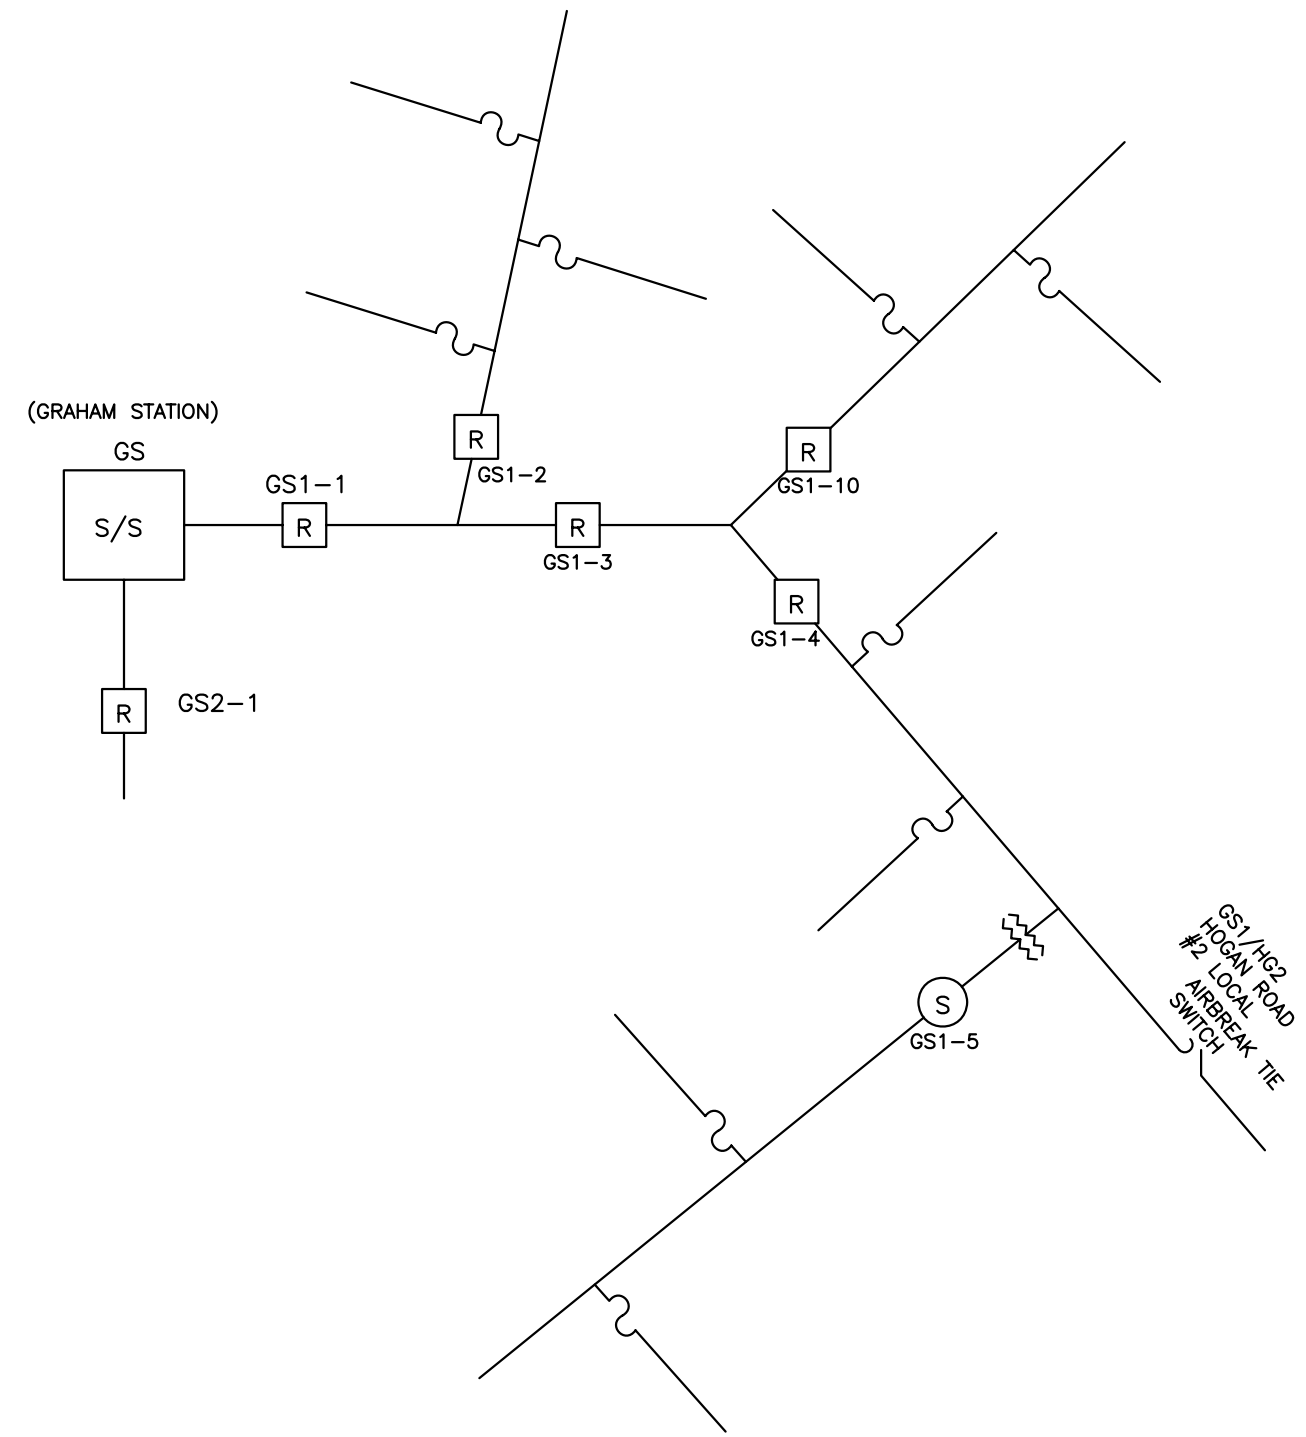 (GRAHAM STATION)
GS
S/S
GS1-1
R
R
GS1-2
R
GS1-3
R
GS1-10
R
GS1-4
R
GS2-1
S
GS1-5
GS1/HG2
HOGAN ROAD
#2 LOCAL
AIRBREAK TIE
SWITCH